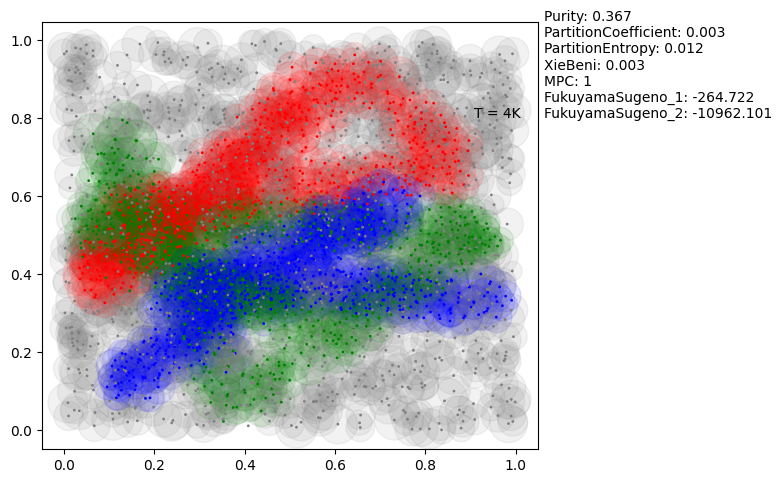 Purity: 0.367
PartitionCoefficient: 0.003
PartitionEntropy: 0.012
XieBeni: 0.003
MPC: 1
FukuyamaSugeno_1: -264.722
FukuyamaSugeno_2: -10962.101
T = 4K
1.0
0.8
0.6
0.4
0.2
0.0
0.0 0.2 0.4 0.6 0.8 1.0